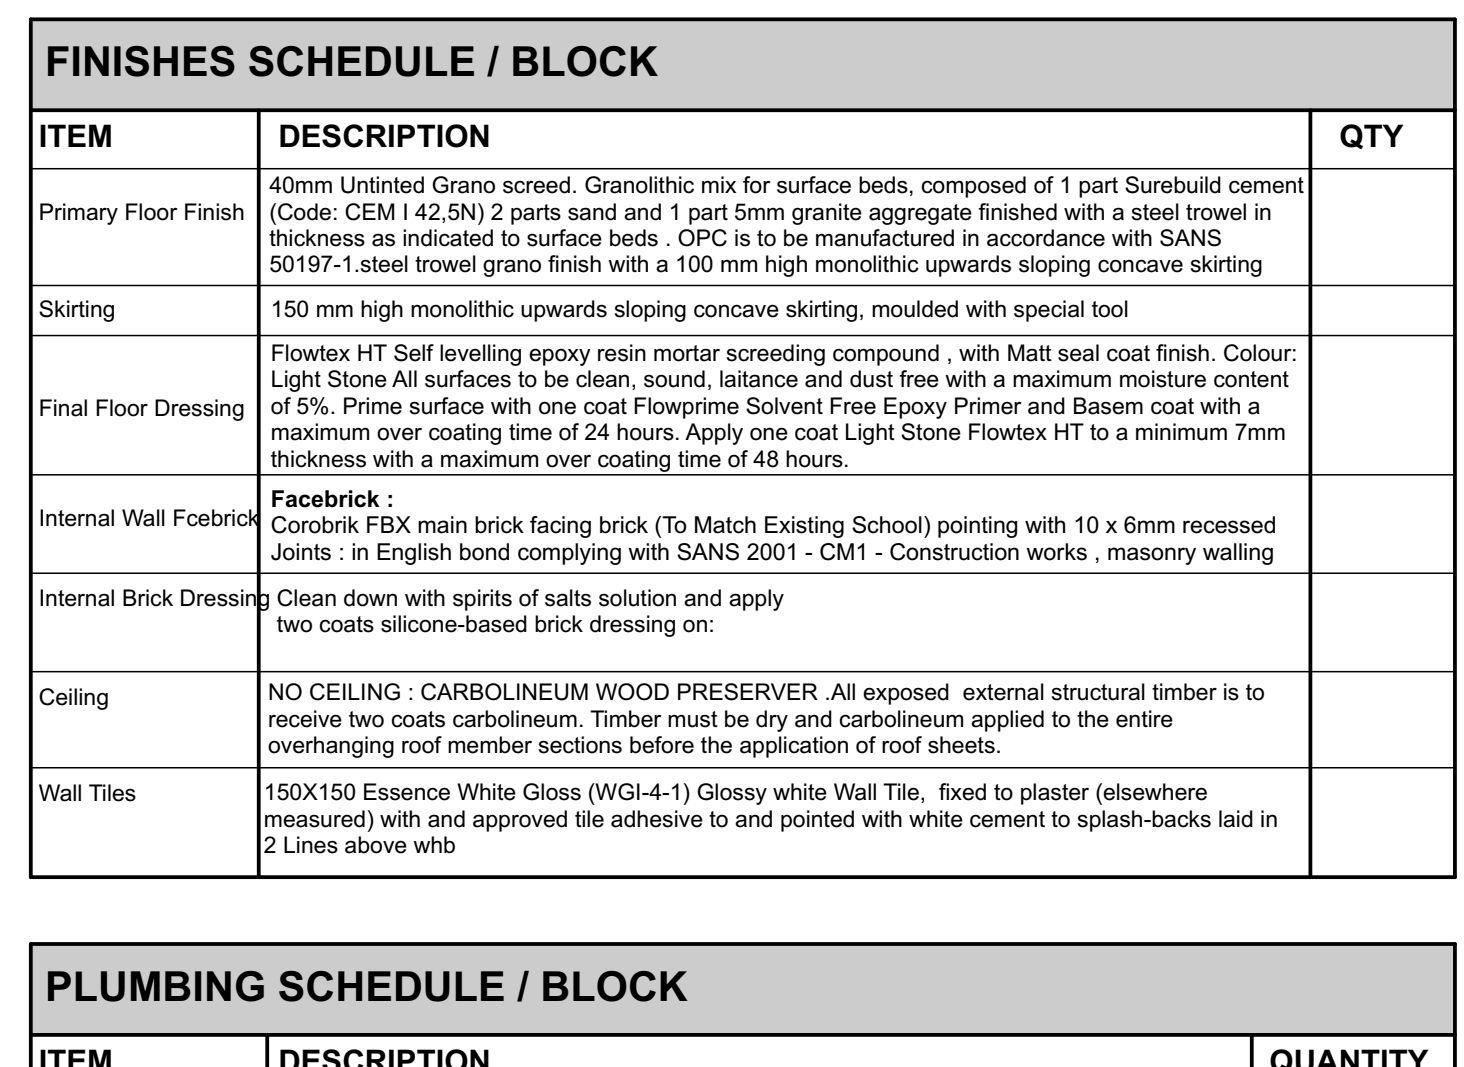 FINISHES SCHEDULE / BLOCK
ITEM DESCRIPTION QTY
Primary Floor Finish
40mm Untinted Grano screed. Granolithic mix for surface beds, composed of 1 part Surebuild cement
(Code: CEM I 42,5N) 2 parts sand and 1 part 5mm granite aggregate finished with a steel trowel in
thickness as indicated to surface beds . OPC is to be manufactured in accordance with SANS
50197-1.steel trowel grano finish with a 100 mm high monolithic upwards sloping concave skirting
Skirting
150 mm high monolithic upwards sloping concave skirting, moulded with special tool
Final Floor Dressing
Flowtex HT Self levelling epoxy resin mortar screeding compound , with Matt seal coat finish. Colour:
Light Stone All surfaces to be clean, sound, laitance and dust free with a maximum moisture content
of 5%. Prime surface with one coat Flowprime Solvent Free Epoxy Primer and Basem coat with a
maximum over coating time of 24 hours. Apply one coat Light Stone Flowtex HT to a minimum 7mm
thickness with a maximum over coating time of 48 hours.
Internal Wall Fcebrick
Facebrick :
Corobrik FBX main brick facing brick (To Match Existing School) pointing with 10 x 6mm recessed
Joints : in English bond complying with SANS 2001 - CM1 - Construction works , masonry walling
Internal Brick Dressing
Clean down with spirits of salts solution and apply
two coats silicone-based brick dressing on:
Ceiling
NO CEILING : CARBOLINEUM WOOD PRESERVER .All exposed external structural timber is to
receive two coats carbolineum. Timber must be dry and carbolineum applied to the entire
overhanging roof member sections before the application of roof sheets.
Wall Tiles
150X150 Essence White Gloss (WGI-4-1) Glossy white Wall Tile, fixed to plaster (elsewhere
measured) with and approved tile adhesive to and pointed with white cement to splash-backs laid in
2 Lines above whb
PLUMBING SCHEDULE / BLOCK
ITEM DESCRIPTION QUANTITY